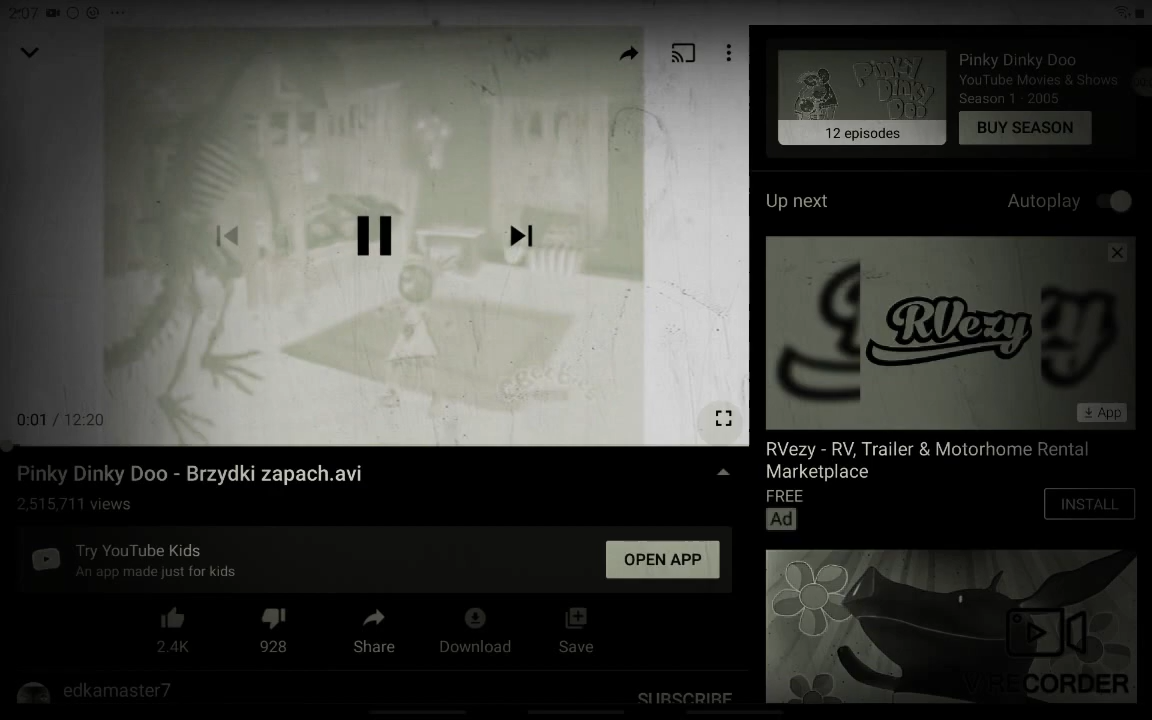 2:07
Pinky Dinky Doo
YouTube Movies & Shows
Season 1 · 2005
BUY SEASON
PINKY DINKY DOO
12 episodes
Up next
Autoplay
RVezy
App
0:01 / 12:20
RVezy - RV, Trailer & Motorhome Rental
Marketplace
FREE
Ad
INSTALL
Pinky Dinky Doo - Brzydki zapach.avi
2,515,711 views
Try YouTube Kids
An app made just for kids
OPEN APP
2.4K
928
Share
Download
Save
edkamaster7
SUBSCRIBE
RECORDER